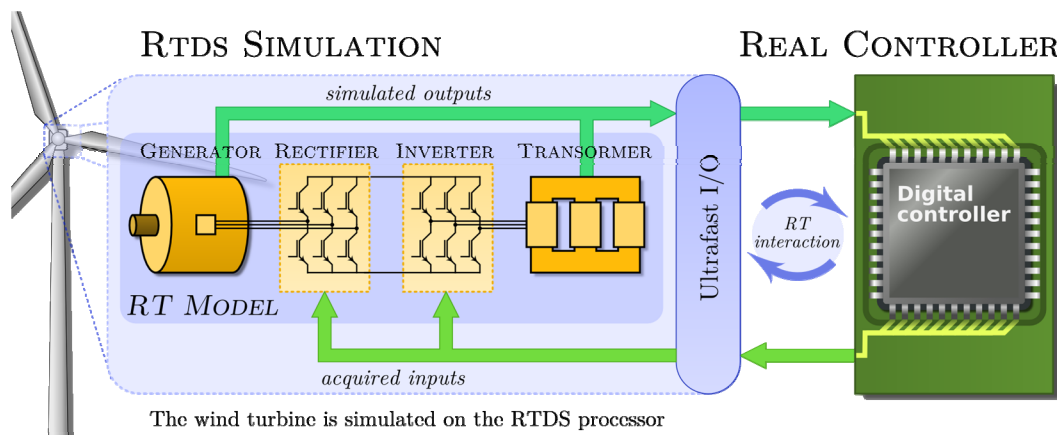 RTDS SIMULATION
REAL CONTROLLER
simulated outputs
GENERATOR
RECTIFIER
INVERTER
TRANSORMER
Ultrafast I/O
Digital
controller
RT
interaction
RT MODEL
acquired inputs
The wind turbine is simulated on the RTDS processor